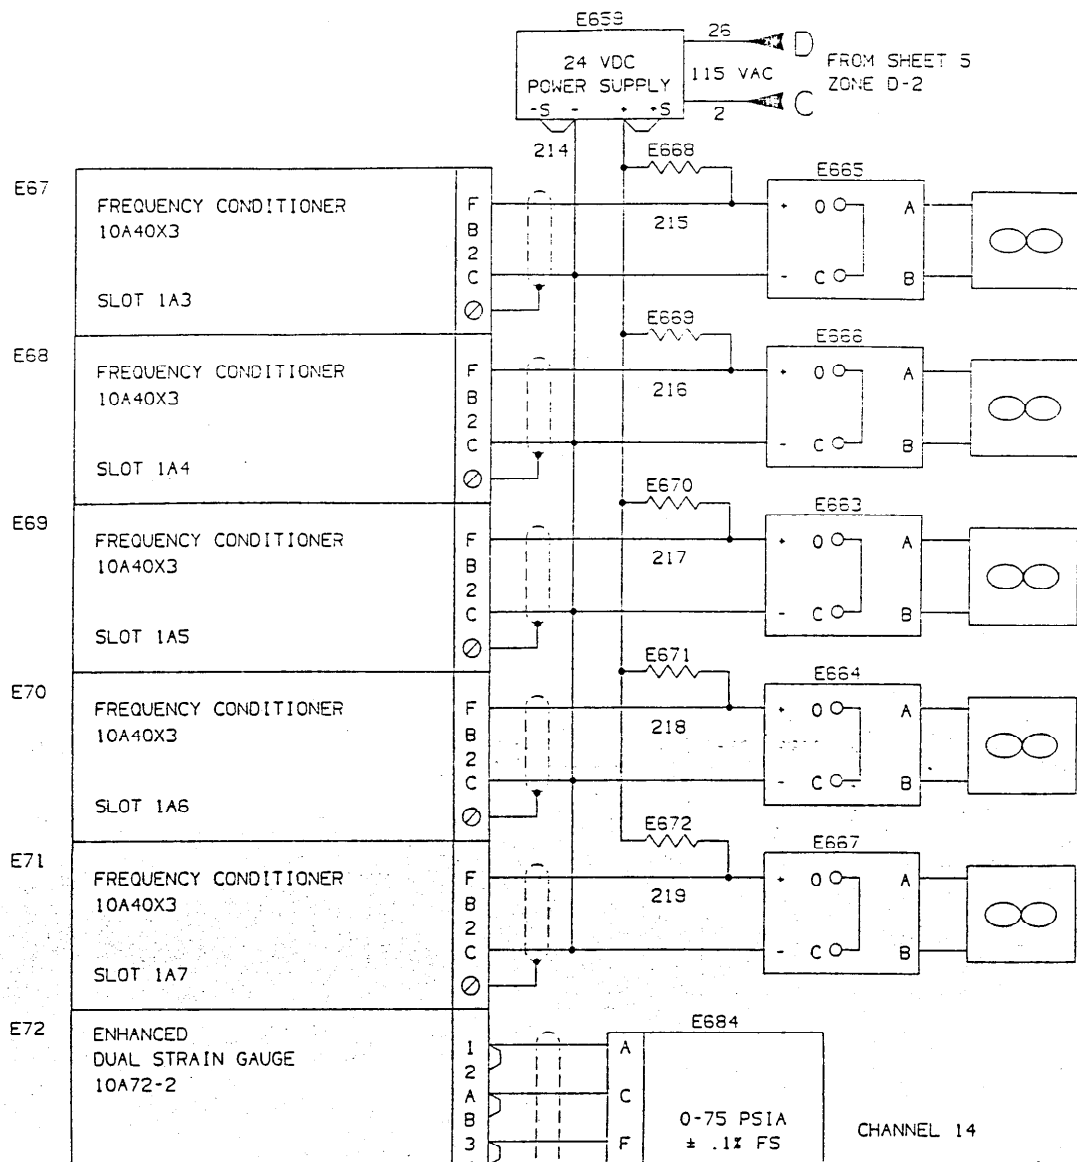 E659
24 VDC
POWER SUPPLY
-S - + +S
26
D
115 VAC
2
C
FROM SHEET 5
ZONE D-2
214
E67
FREQUENCY CONDITIONER
10A40X3
SLOT 1A3
F
B
2
C
E668
215
E665
+ O A
- C B
E68
FREQUENCY CONDITIONER
10A40X3
SLOT 1A4
F
B
2
C
E669
216
E666
+ O A
- C B
E69
FREQUENCY CONDITIONER
10A40X3
SLOT 1A5
F
B
2
C
E670
217
E663
+ O A
- C B
E70
FREQUENCY CONDITIONER
10A40X3
SLOT 1A6
F
B
2
C
E671
218
E664
+ O A
- C B
E71
FREQUENCY CONDITIONER
10A40X3
SLOT 1A7
F
B
2
C
E672
219
E667
+ O A
- C B
E72
ENHANCED
DUAL STRAIN GAUGE
10A72-2
1
2
A
B
3
E684
A
C
F
0-75 PSIA
± .1% FS
CHANNEL 14